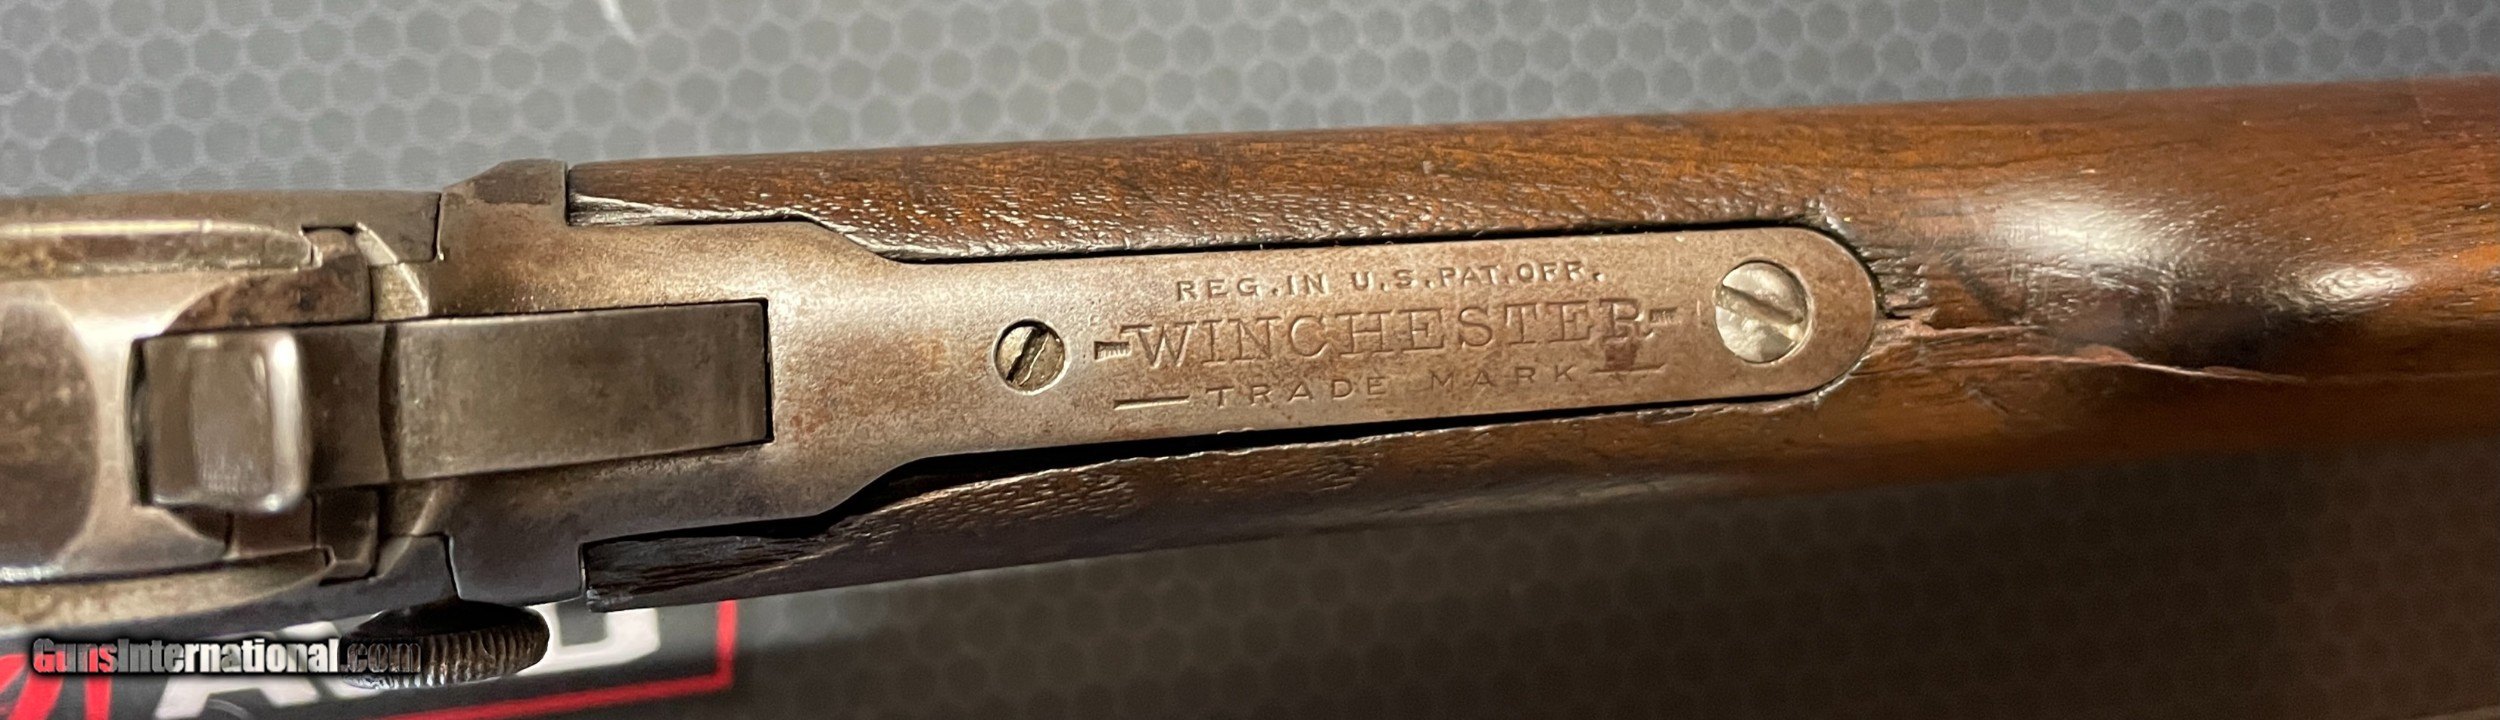 REG.IN U.S.PAT.OFF.
-WINCHESTER-
TRADE MARK
GunsInternational.com